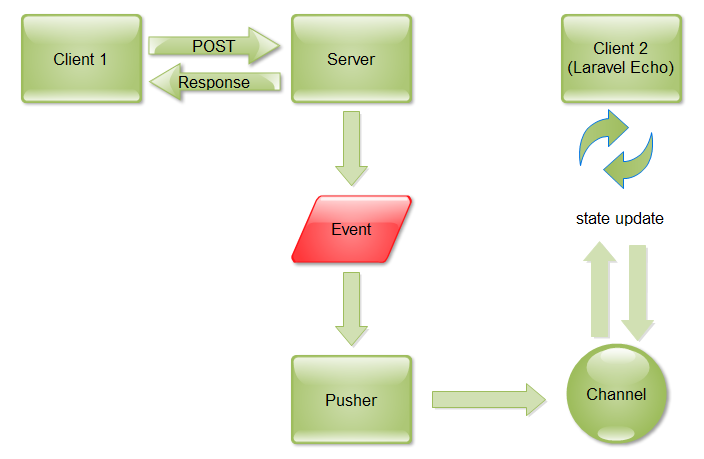 Client 1
POST
Response
Server
Client 2
(Laravel Echo)
Event
state update
Pusher
Channel